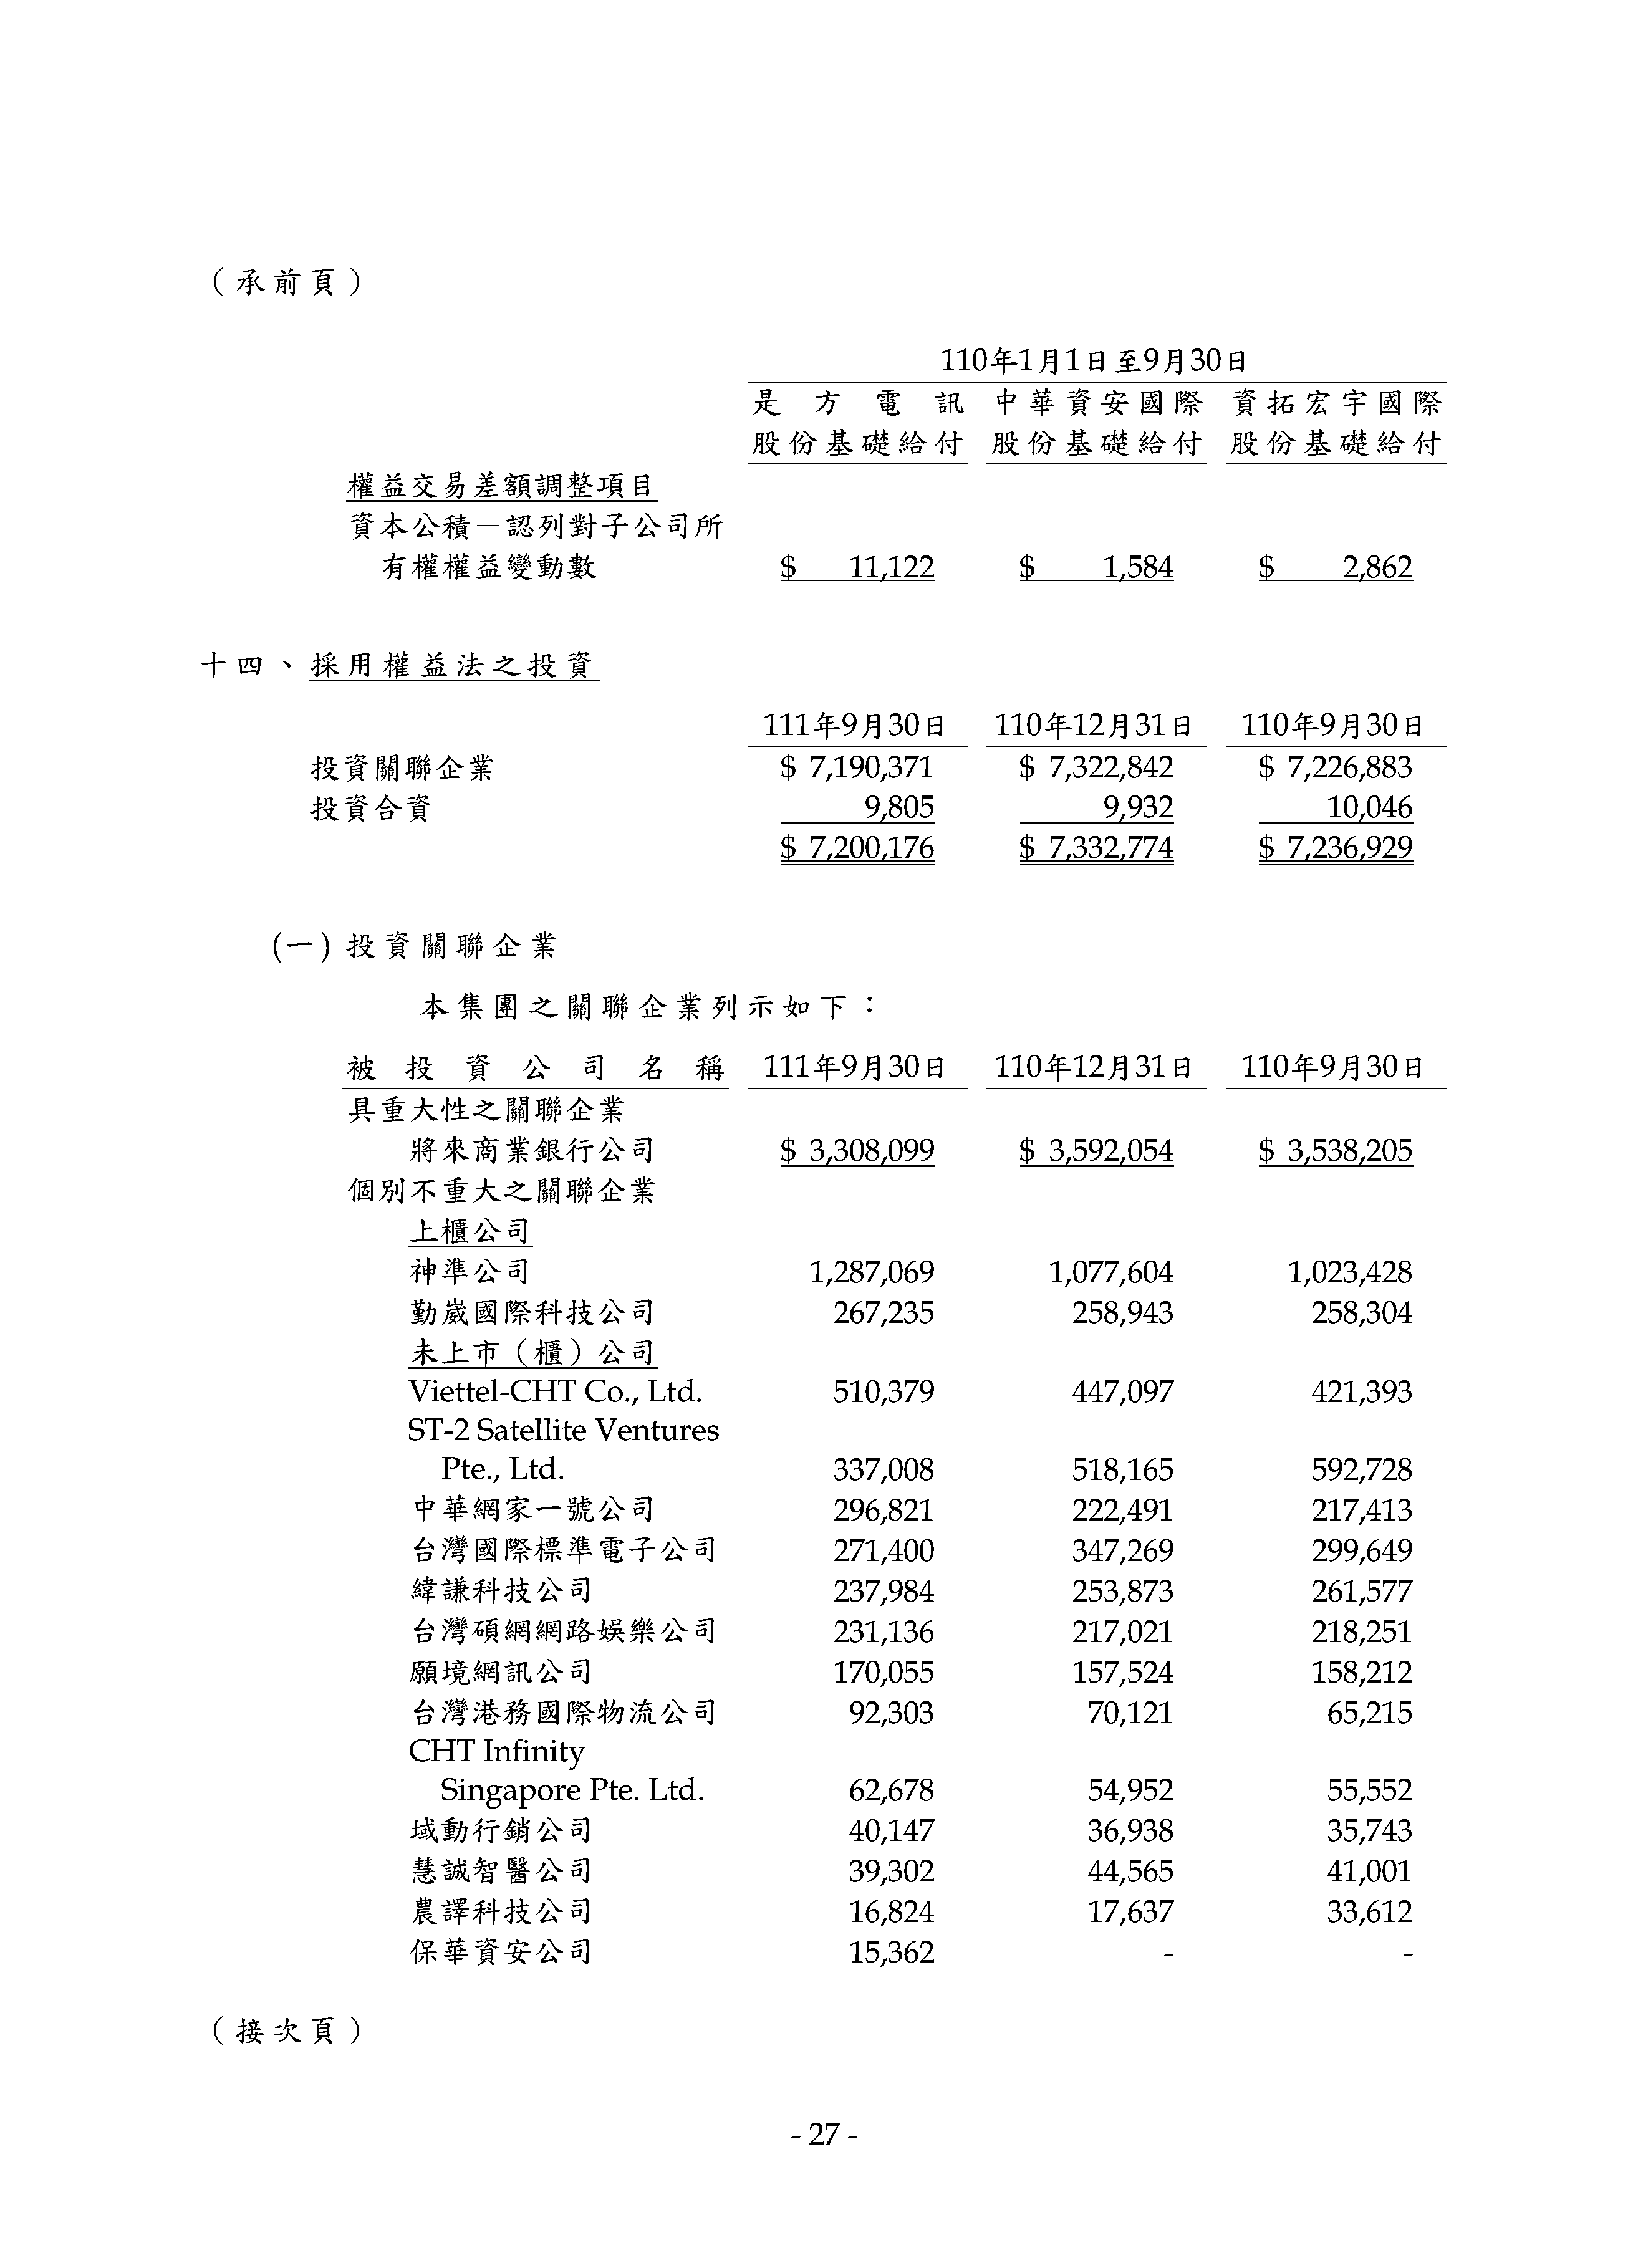 （承前頁）
110年1月1日至9月30日
是方電訊 中華資安國際 資拓宏宇國際
股份基礎給付 股份基礎給付 股份基礎給付
權益交易差額調整項目
資本公積－認列對子公司所
有權權益變動數 $ 11,122 $ 1,584 $ 2,862
十四、採用權益法之投資
111年9月30日 110年12月31日 110年9月30日
投資關聯企業 $ 7,190,371 $ 7,322,842 $ 7,226,883
投資合資 9,805 9,932 10,046
$ 7,200,176 $ 7,332,774 $ 7,236,929
(一) 投資關聯企業
本集團之關聯企業列示如下：
被投資公司名稱 111年9月30日 110年12月31日 110年9月30日
具重大性之關聯企業
將來商業銀行公司 $ 3,308,099 $ 3,592,054 $ 3,538,205
個別不重大之關聯企業
上櫃公司
神準公司 1,287,069 1,077,604 1,023,428
勤崴國際科技公司 267,235 258,943 258,304
未上市（櫃）公司
Viettel-CHT Co., Ltd. 510,379 447,097 421,393
ST-2 Satellite Ventures
Pte., Ltd. 337,008 518,165 592,728
中華網家一號公司 296,821 222,491 217,413
台灣國際標準電子公司 271,400 347,269 299,649
緯謙科技公司 237,984 253,873 261,577
台灣碩網網路娛樂公司 231,136 217,021 218,251
願境網訊公司 170,055 157,524 158,212
台灣港務國際物流公司 92,303 70,121 65,215
CHT Infinity
Singapore Pte. Ltd. 62,678 54,952 55,552
域動行銷公司 40,147 36,938 35,743
慧誠智醫公司 39,302 44,565 41,001
農譯科技公司 16,824 17,637 33,612
保華資安公司 15,362 - -
（接次頁）
- 27 -